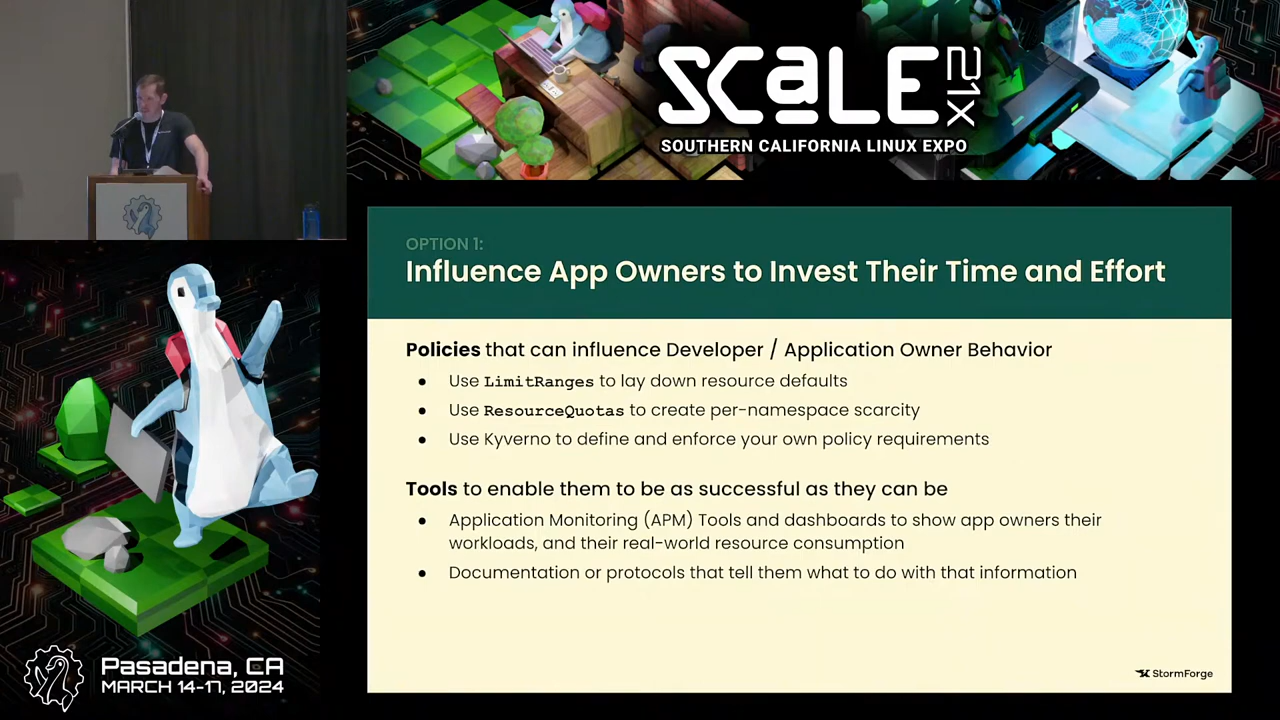 SCaLE 21X
SOUTHERN CALIFORNIA LINUX EXPO
OPTION 1:
Influence App Owners to Invest Their Time and Effort
Policies that can influence Developer / Application Owner Behavior
● Use LimitRanges to lay down resource defaults
● Use ResourceQuotas to create per-namespace scarcity
● Use Kyverno to define and enforce your own policy requirements
Tools to enable them to be as successful as they can be
● Application Monitoring (APM) Tools and dashboards to show app owners their
workloads, and their real-world resource consumption
● Documentation or protocols that tell them what to do with that information
StormForge
Pasadena, CA
MARCH 14-17, 2024